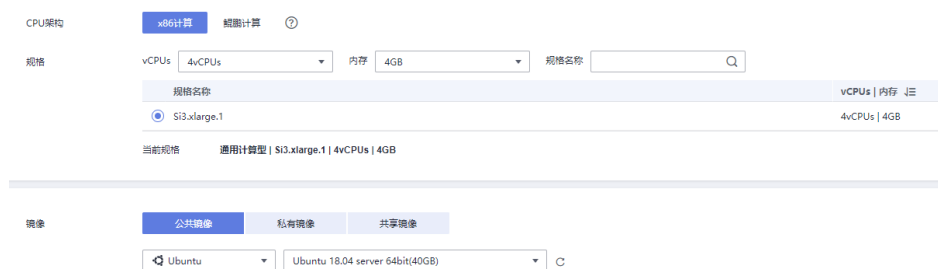 CPU架构 x86计算 鲲鹏计算 ?
规格 vCPUs 4vCPUs 内存 4GB 规格名称
规格名称 vCPUs | 内存
Si3.xlarge.1 4vCPUs | 4GB
当前规格 通用计算型 | Si3.xlarge.1 | 4vCPUs | 4GB
镜像 公共镜像 私有镜像 共享镜像
Ubuntu Ubuntu 18.04 server 64bit(40GB)